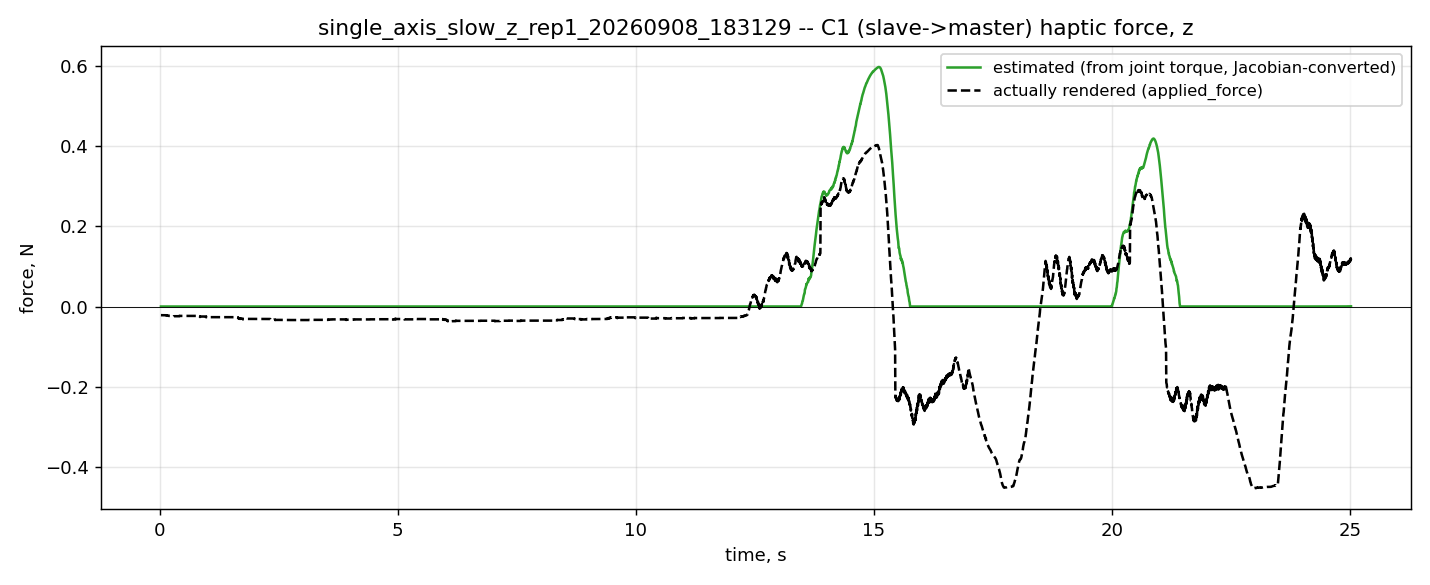 single_axis_slow_z_rep1_20260908_183129 -- C1 (slave->master) haptic force, z
estimated (from joint torque, Jacobian-converted)
actually rendered (applied_force)
force, N
0.6
0.4
0.2
0.0
−0.2
−0.4
0 5 10 15 20 25
time, s